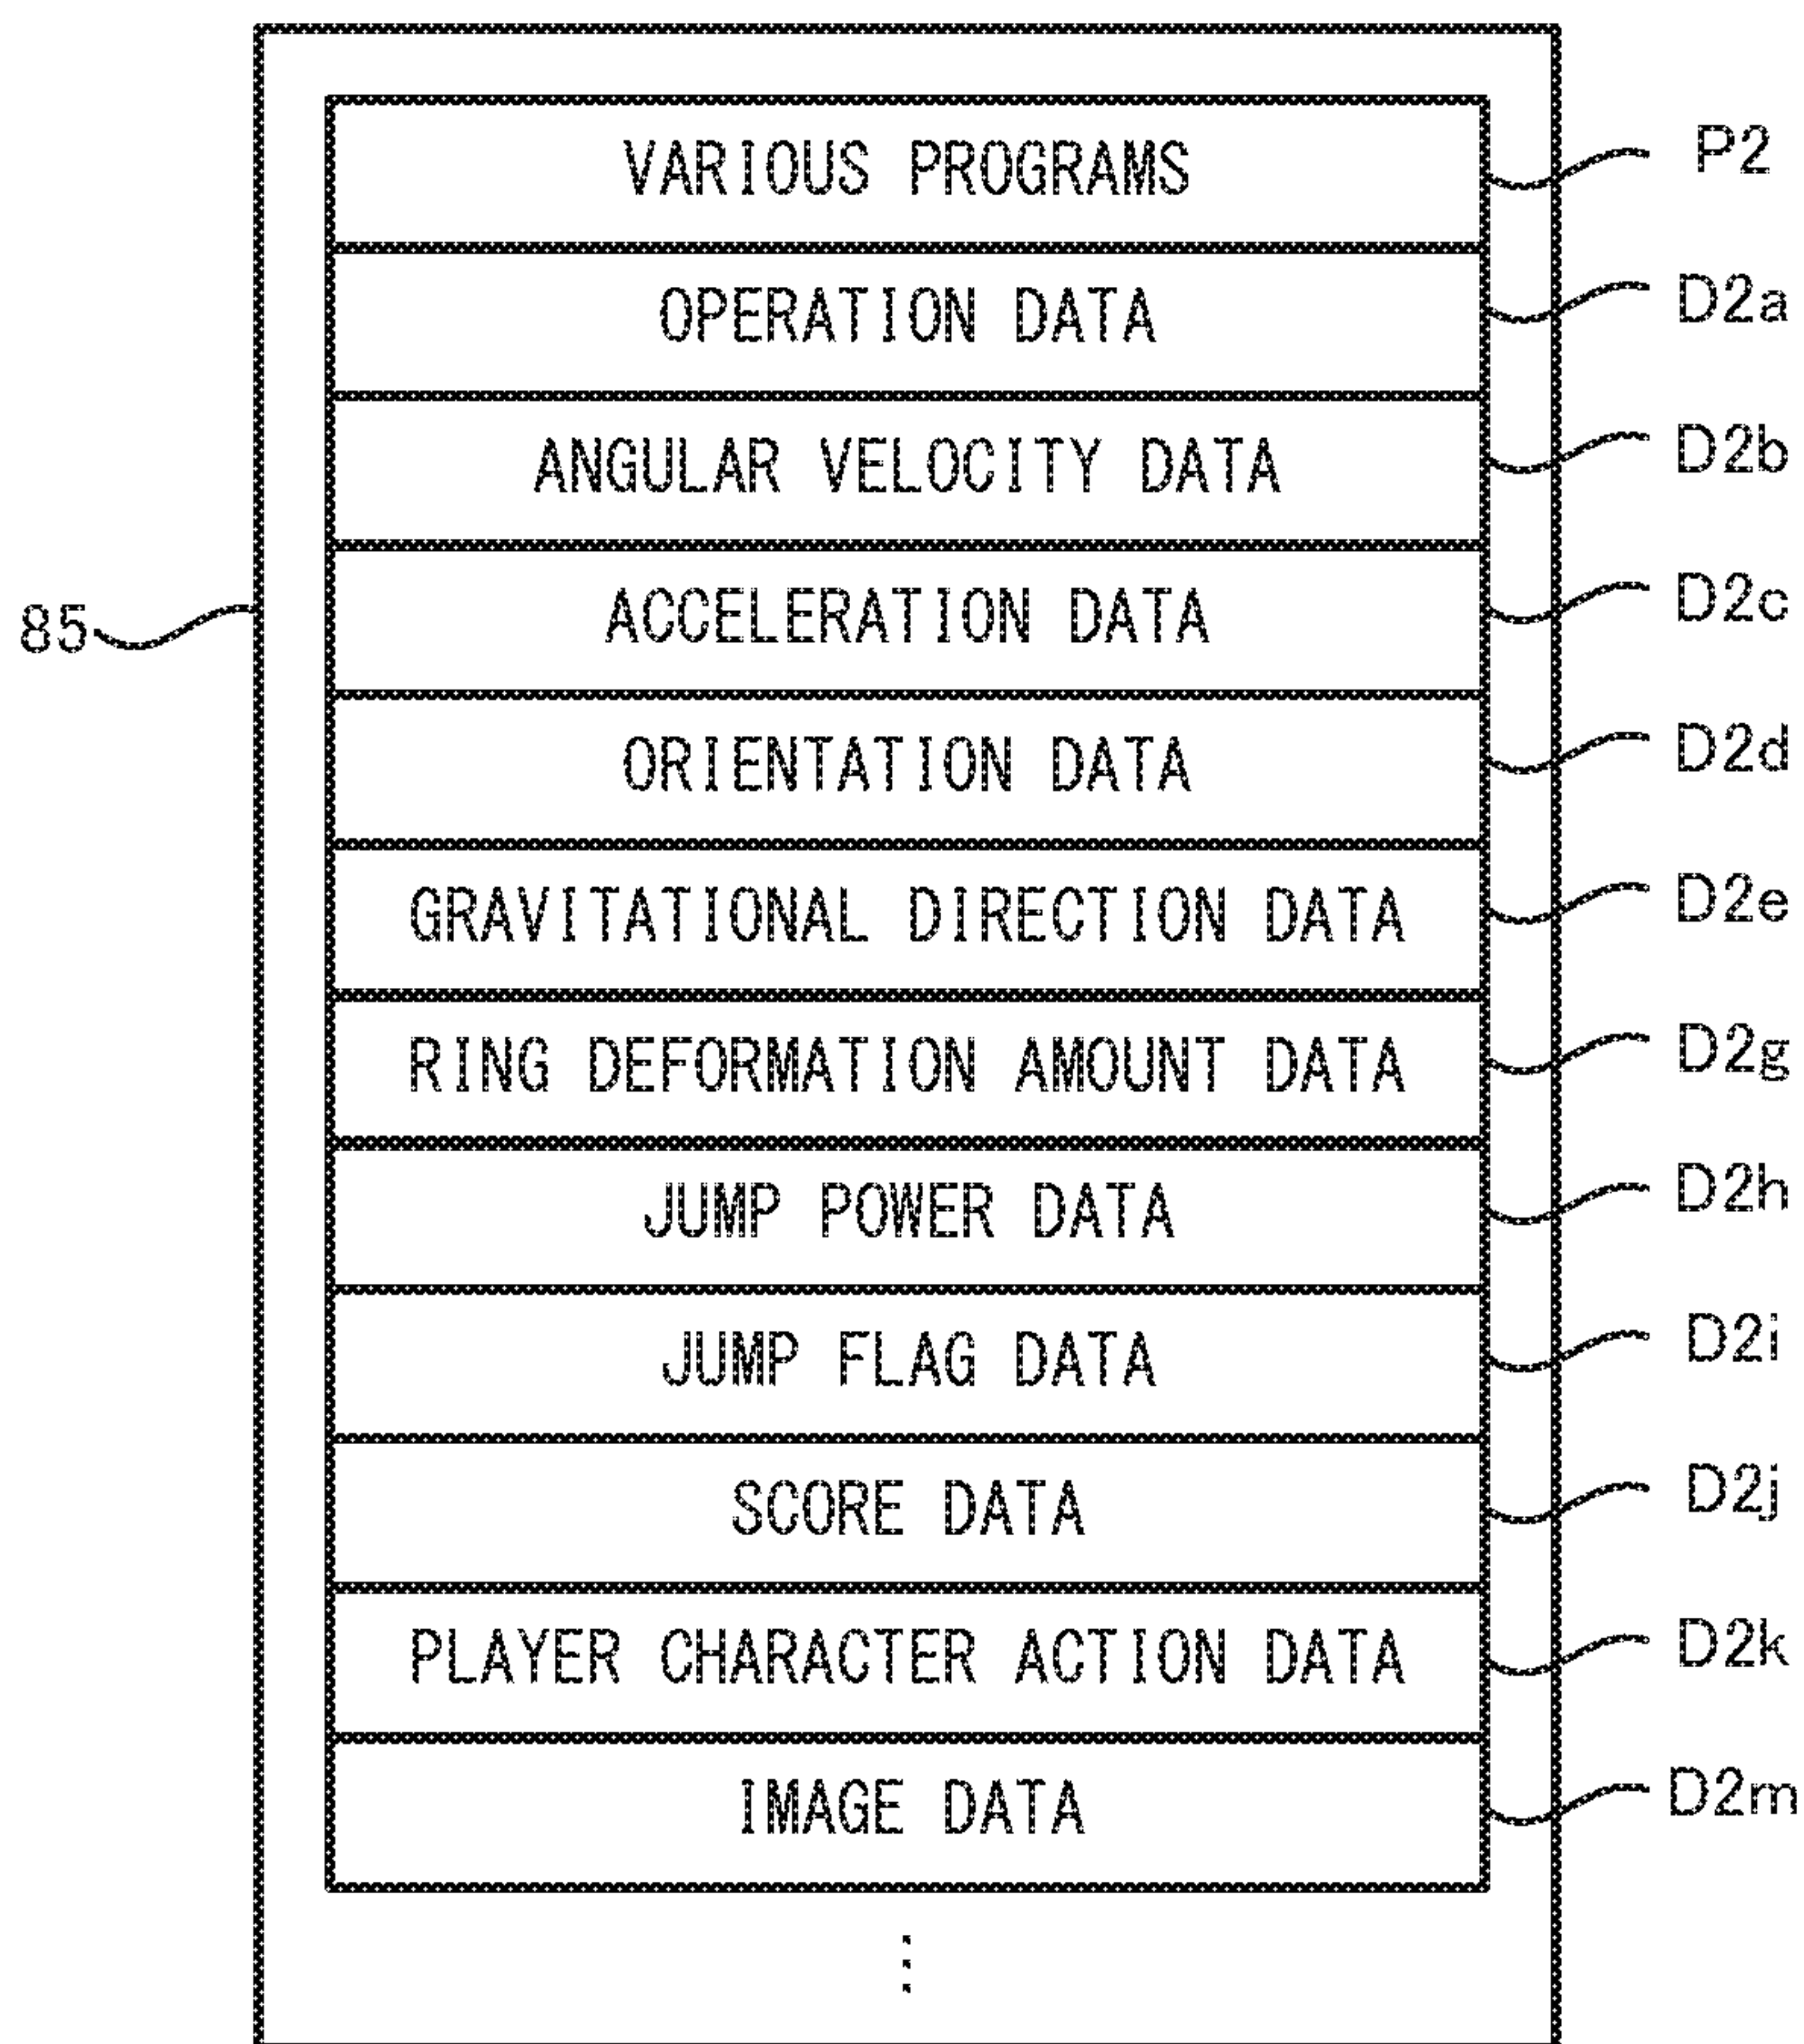 VARIOUS PROGRAMS P2
OPERATION DATA D2a
ANGULAR VELOCITY DATA D2b
ACCELERATION DATA D2c
85
ORIENTATION DATA D2d
GRAVITATIONAL DIRECTION DATA D2e
RING DEFORMATION AMOUNT DATA D2g
JUMP POWER DATA D2h
JUMP FLAG DATA D2i
SCORE DATA D2j
PLAYER CHARACTER ACTION DATA D2k
IMAGE DATA D2m
⋮